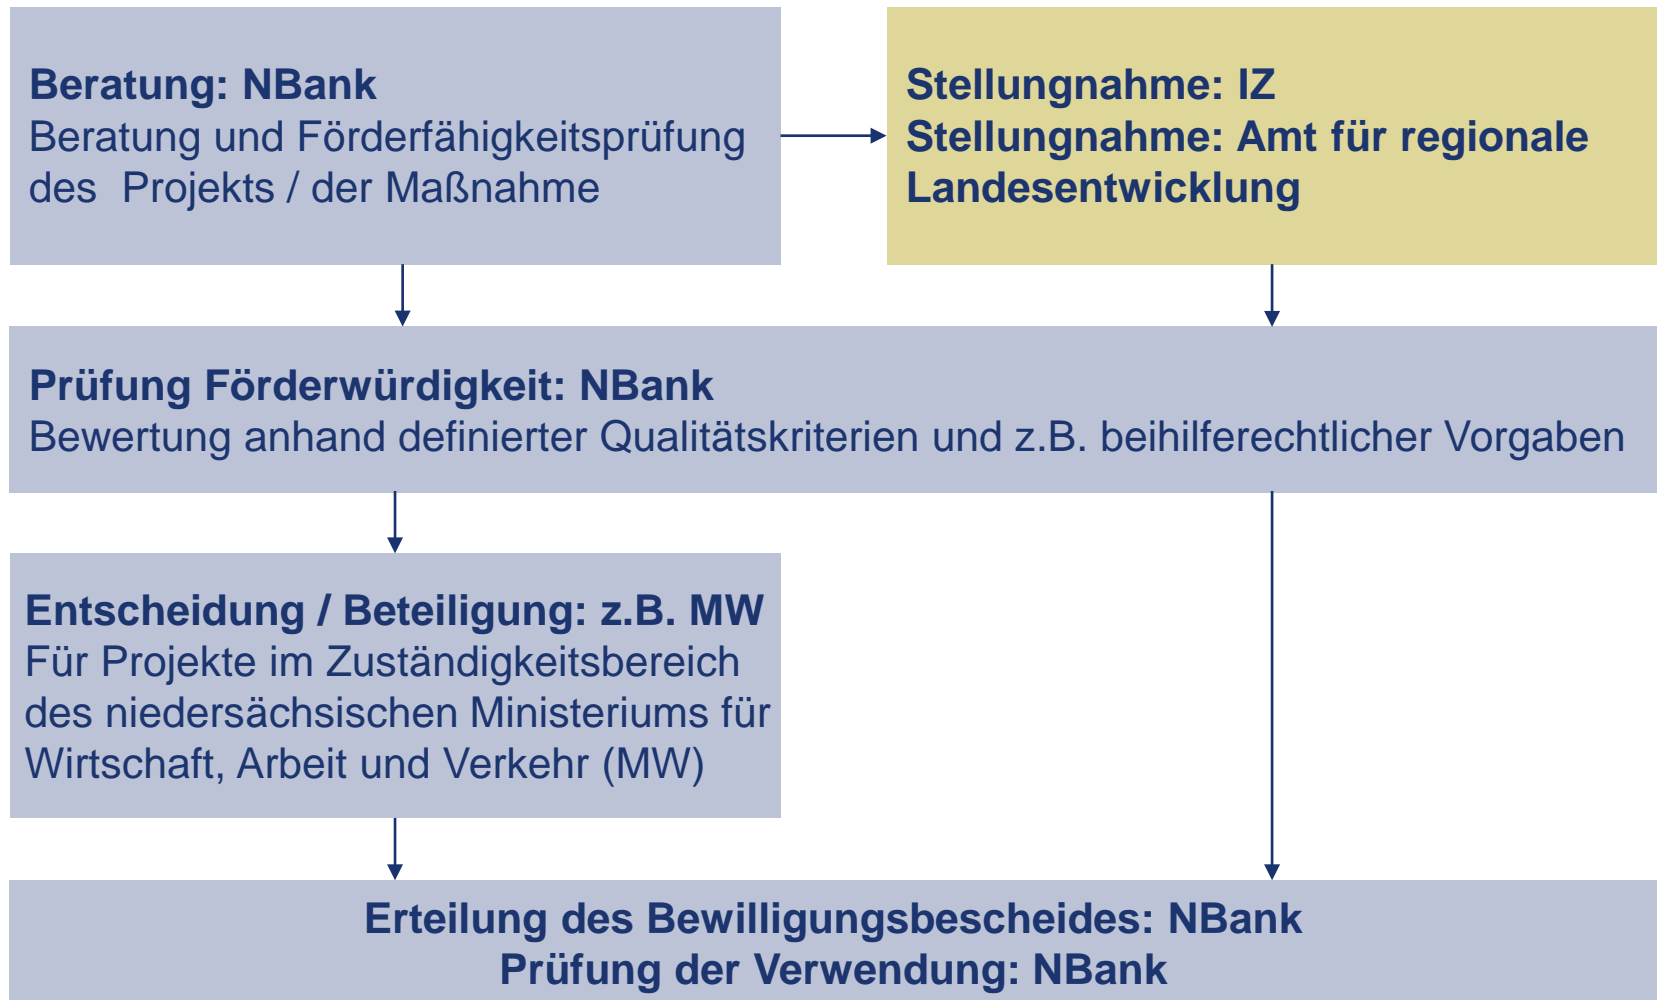 Beratung: NBank
Beratung und Förderfähigkeitsprüfung
des  Projekts / der Maßnahme
Stellungnahme: IZ
Stellungnahme: Amt für regionale
Landesentwicklung
Prüfung Förderwürdigkeit: NBank
Bewertung anhand definierter Qualitätskriterien und z.B. beihilferechtlicher Vorgaben
Entscheidung / Beteiligung: z.B. MW
Für Projekte im Zuständigkeitsbereich
des niedersächsischen Ministeriums für
Wirtschaft, Arbeit und Verkehr (MW)
Erteilung des Bewilligungsbescheides: NBank
Prüfung der Verwendung: NBank